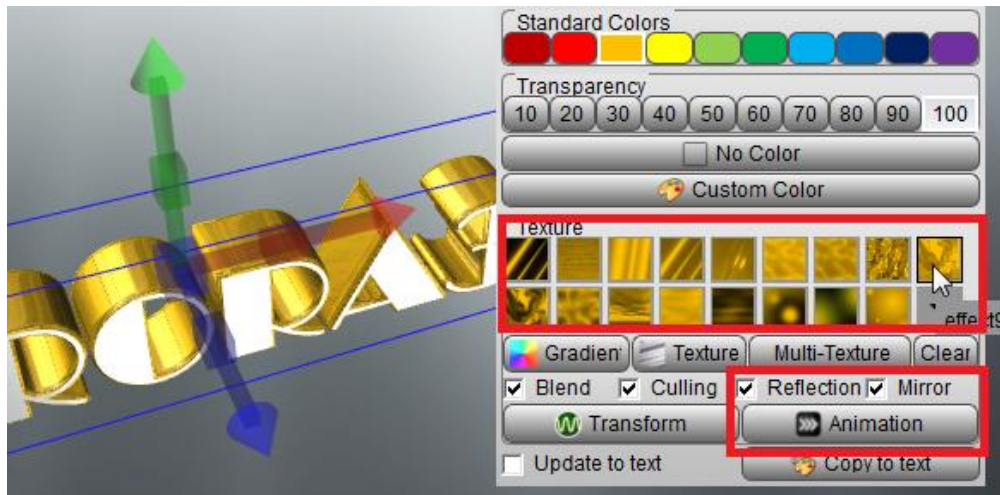 Standard Colors
Transparency
10 20 30 40 50 60 70 80 90 100
No Color
Custom Color
Texture
effect9
Gradien Texture Multi-Texture Clear
Blend Culling Reflection Mirror
Transform Animation
Update to text Copy to text